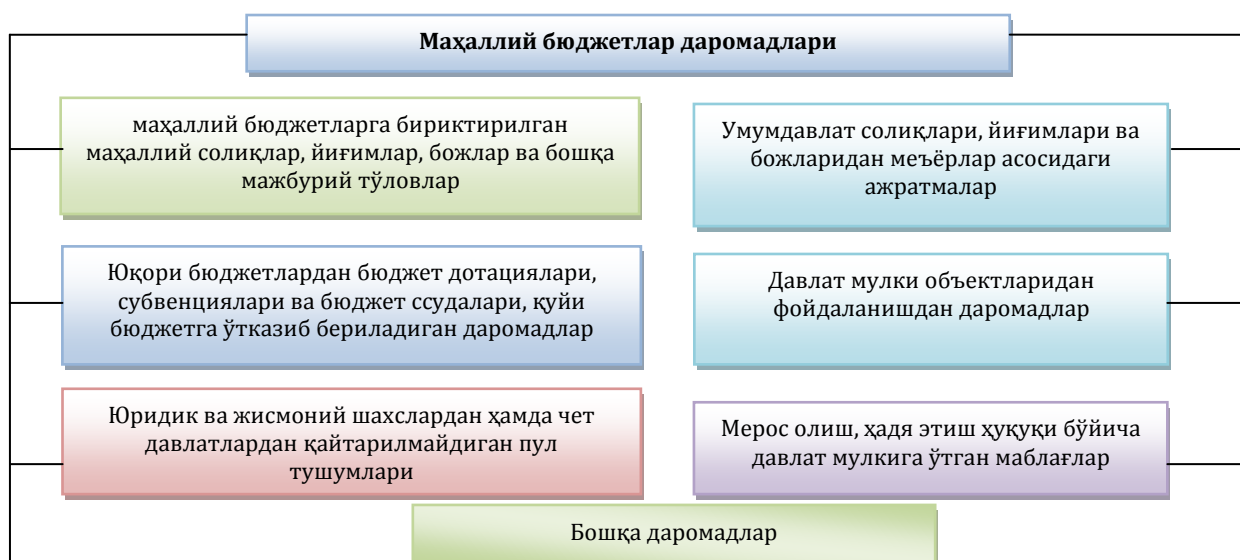 Маҳаллий бюджетлар даромадлари
маҳаллий бюджетларга бириктирилган
маҳаллий солиқлар, йиғимлар, божлар ва бошқа
мажбурий тўловлар
Умумдавлат солиқлари, йиғимлари ва
божларидан меъёрлар асосидаги
ажратмалар
Юқори бюджетлардан бюджет дотациялари,
субвенциялари ва бюджет ссудалари, қуйи
бюджетга ўтказиб бериладиган даромадлар
Давлат мулки объектларидан
фойдаланишдан даромадлар
Юридик ва жисмоний шахслардан ҳамда чет
давлатлардан қайтарилмайдиган пул
тушумлари
Мерос олиш, ҳадя этиш ҳуқуқи бўйича
давлат мулкига ўтган маблағлар
Бошқа даромадлар